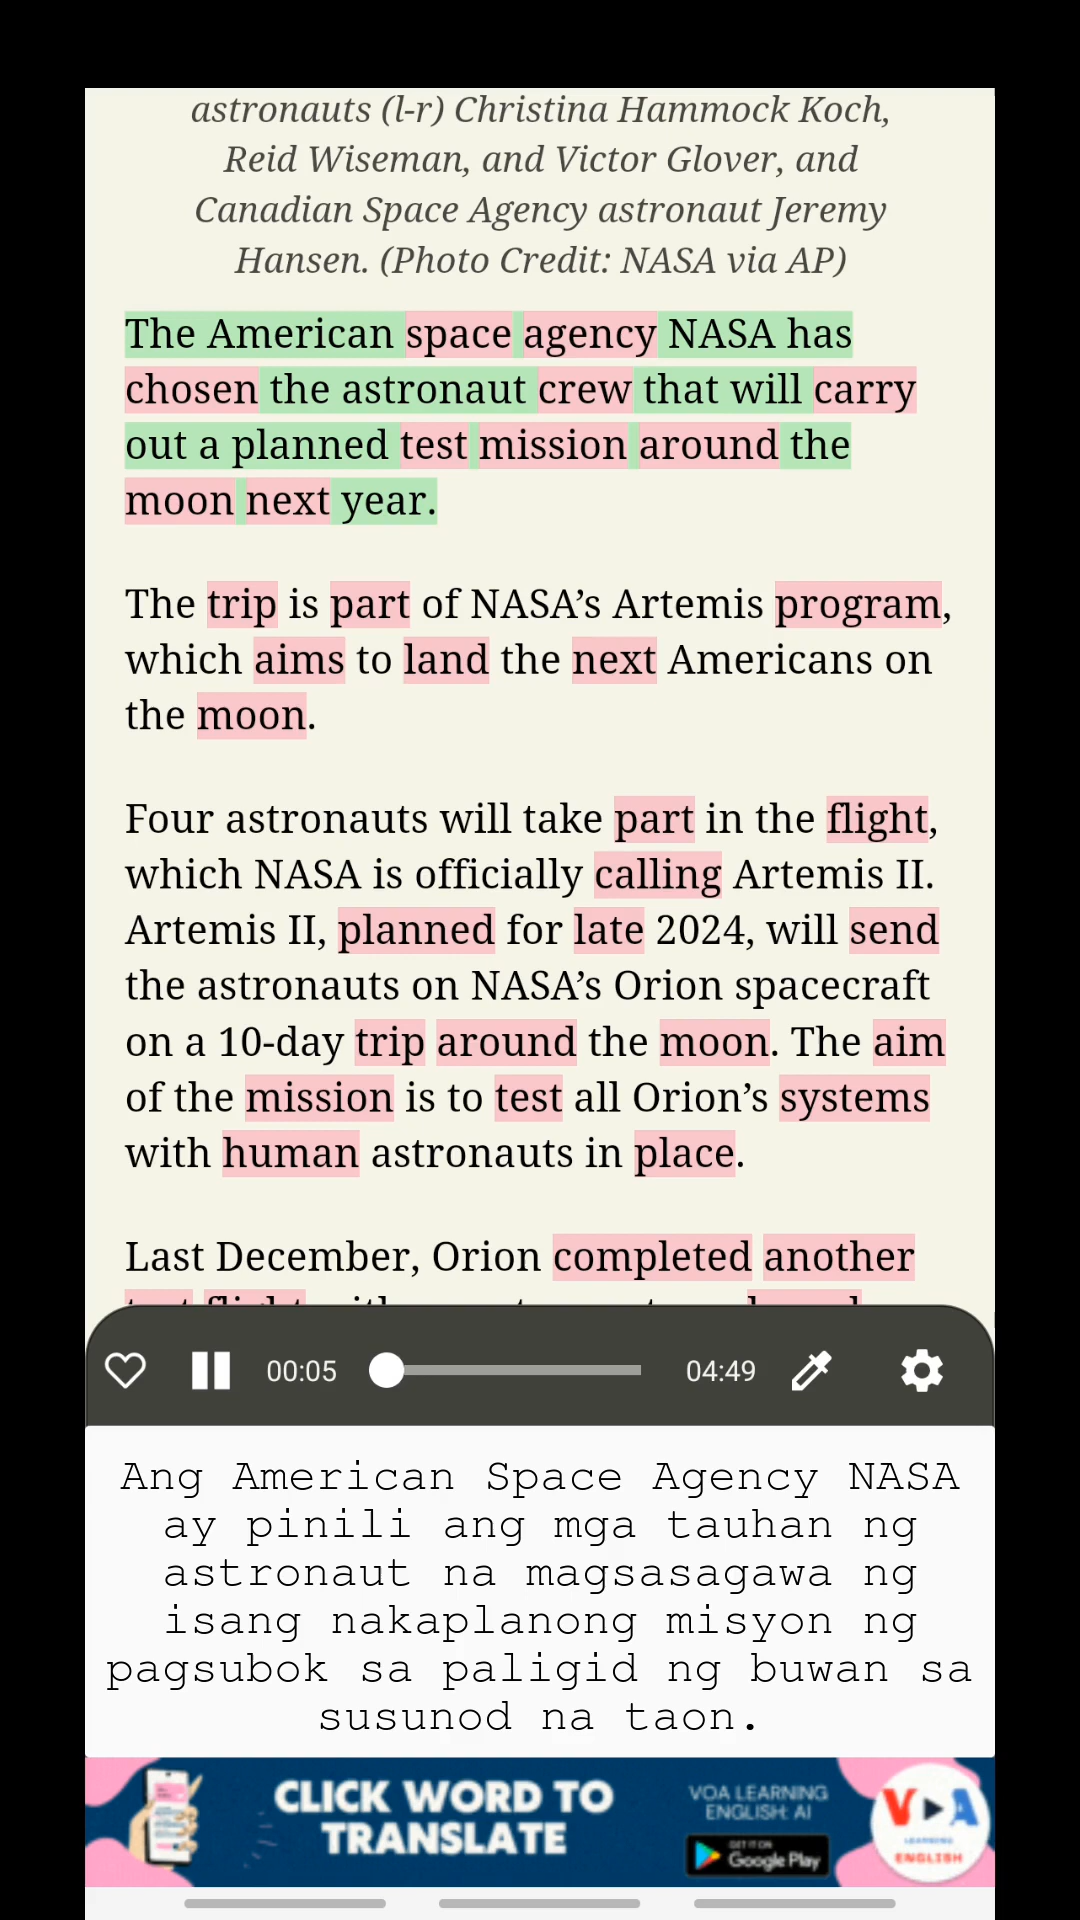 astronauts (l-r) Christina Hammock Koch,
Reid Wiseman, and Victor Glover, and
Canadian Space Agency astronaut Jeremy
Hansen. (Photo Credit: NASA via AP)
The American space agency NASA has
chosen the astronaut crew that will carry
out a planned test mission around the
moon next year.
The trip is part of NASA’s Artemis program,
which aims to land the next Americans on
the moon.
Four astronauts will take part in the flight,
which NASA is officially calling Artemis II.
Artemis II, planned for late 2024, will send
the astronauts on NASA’s Orion spacecraft
on a 10-day trip around the moon. The aim
of the mission is to test all Orion’s systems
with human astronauts in place.
Last December, Orion completed another
00:05 04:49
Ang American Space Agency NASA
ay pinili ang mga tauhan ng
astronaut na magsasagawa ng
isang nakaplanong misyon ng
pagsubok sa paligid ng buwan sa
susunod na taon.
CLICK WORD TO
TRANSLATE
VOA LEARNING
ENGLISH: AI
GET IT ON
Google Play
VOA
LEARNING
ENGLISH